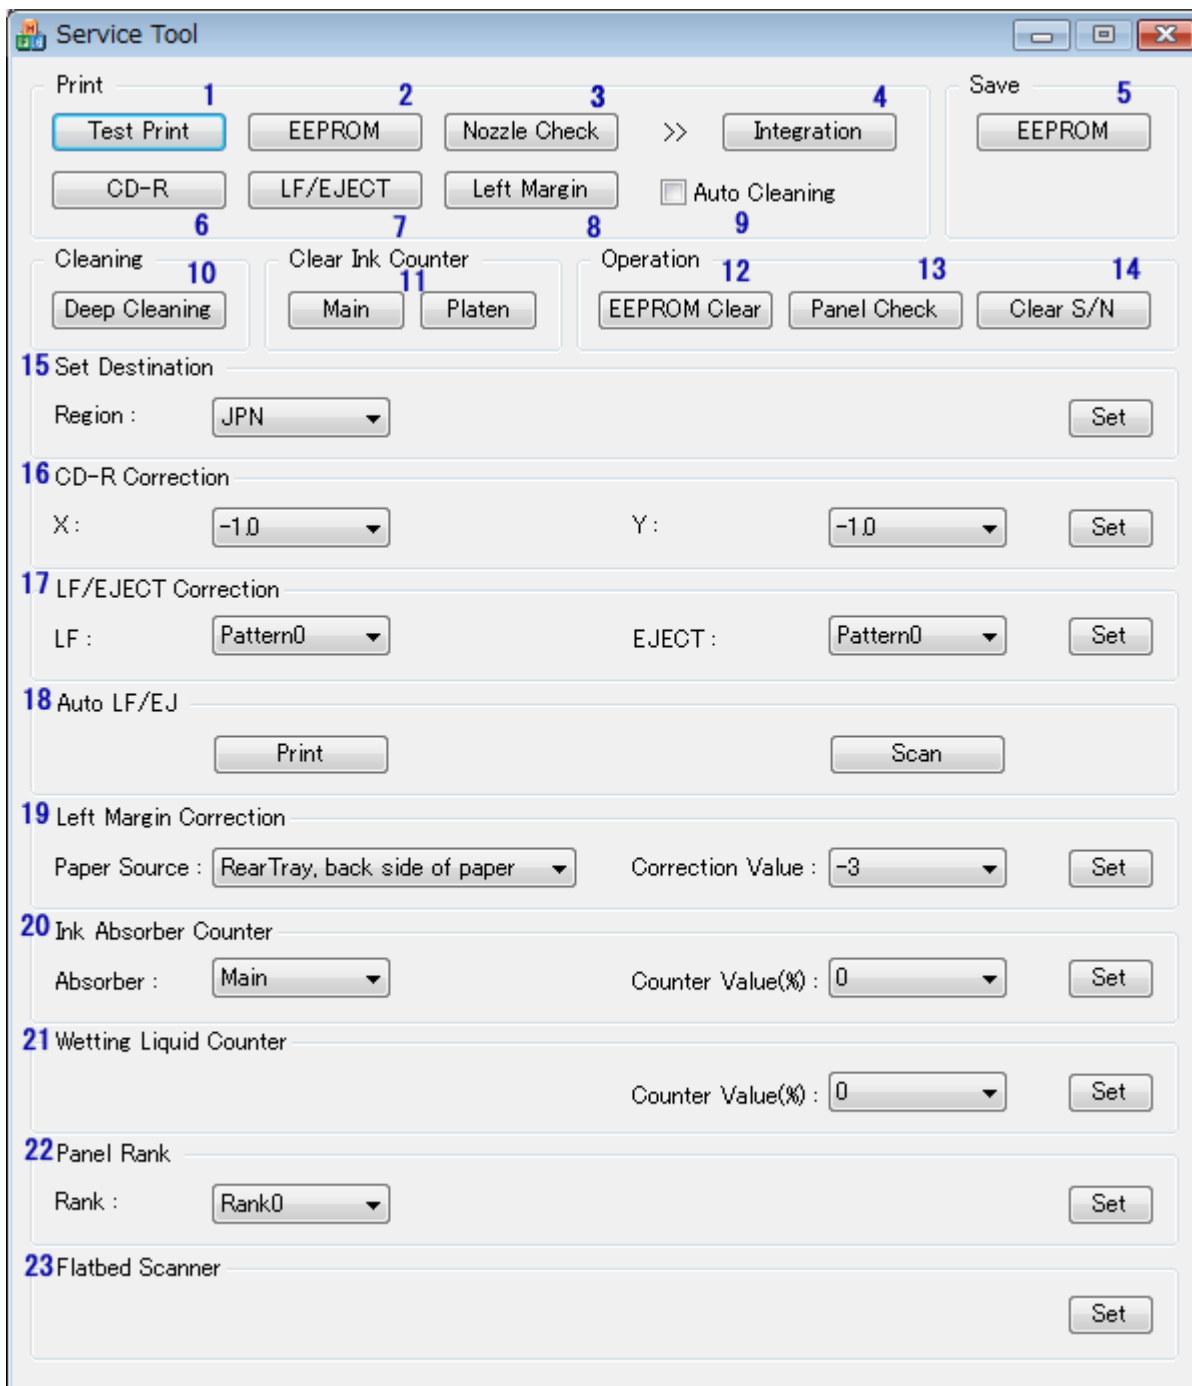 Service Tool
Print
Save
1 2 3 4 5
Test Print EEPROM Nozzle Check >> Integration EEPROM
CD-R LF/EJECT Left Margin Auto Cleaning
6 7 8 9
Cleaning Clear Ink Counter Operation
10 11 12 13 14
Deep Cleaning Main Platen EEPROM Clear Panel Check Clear S/N
15 Set Destination
Region : JPN Set
16 CD-R Correction
X : -1.0 Y : -1.0 Set
17 LF/EJECT Correction
LF : Pattern0 EJECT : Pattern0 Set
18 Auto LF/EJ
Print Scan
19 Left Margin Correction
Paper Source : RearTray, back side of paper Correction Value : -3 Set
20 Ink Absorber Counter
Absorber : Main Counter Value(%) : 0 Set
21 Wetting Liquid Counter
Counter Value(%) : 0 Set
22 Panel Rank
Rank : Rank0 Set
23 Flatbed Scanner
Set